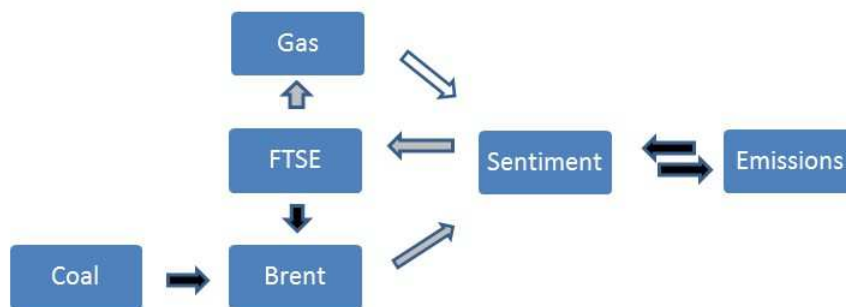 Gas
FTSE
Sentiment
Emissions
Coal
Brent